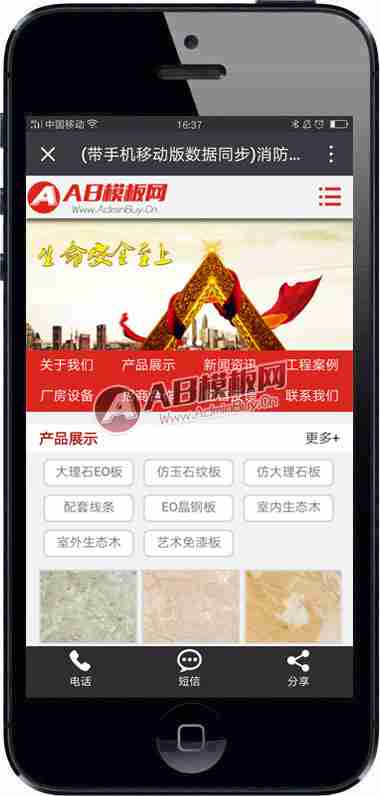 中国移动 16:37
(带手机移动版数据同步)消防...
AB模板网
Www.AdminBuy.Cn
生命安全至上
关于我们 产品展示 新闻资讯 工程案例
AB模板网
厂房设备 联系我们
Www.AdminBuy.Cn
产品展示 更多+
大理石EO板 仿玉石纹板 仿大理石板
配套线条 EO晶钢板 室内生态木
室外生态木 艺术免漆板
电话 短信 分享